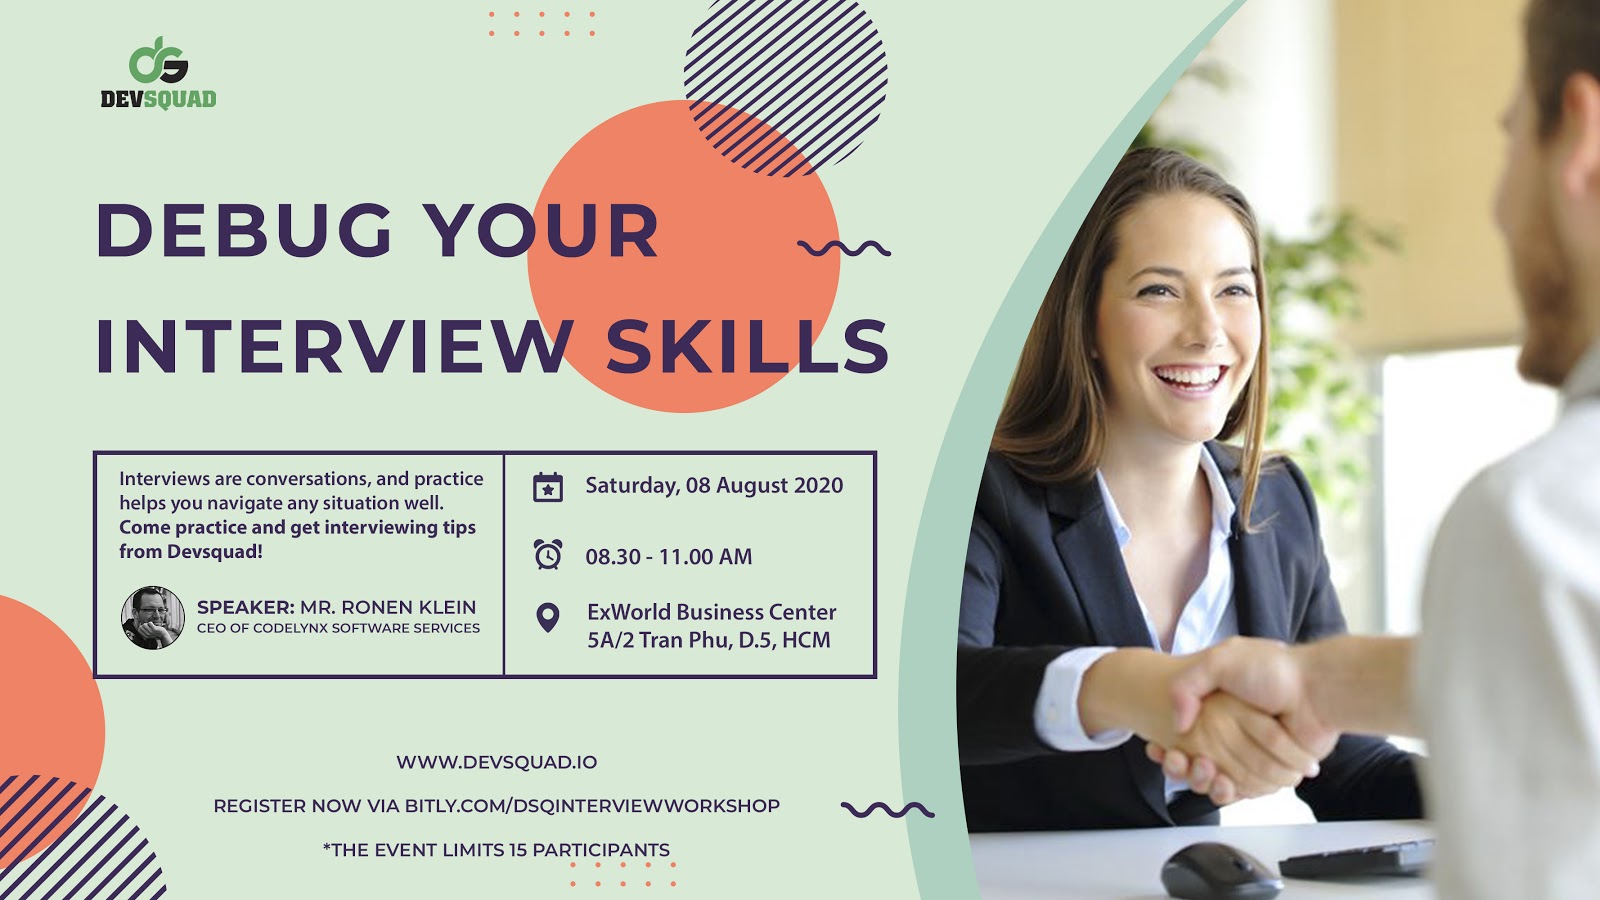 DEVSQUAD
DEBUG YOUR
INTERVIEW SKILLS
Interviews are conversations, and practice
helps you navigate any situation well.
Come practice and get interviewing tips
from Devsquad!
SPEAKER: MR. RONEN KLEIN
CEO OF CODELYNX SOFTWARE SERVICES
Saturday, 08 August 2020
08.30 - 11.00 AM
ExWorld Business Center
5A/2 Tran Phu, D.5, HCM
WWW.DEVSQUAD.IO
REGISTER NOW VIA BITLY.COM/DSQINTERVIEWWORKSHOP
*THE EVENT LIMITS 15 PARTICIPANTS